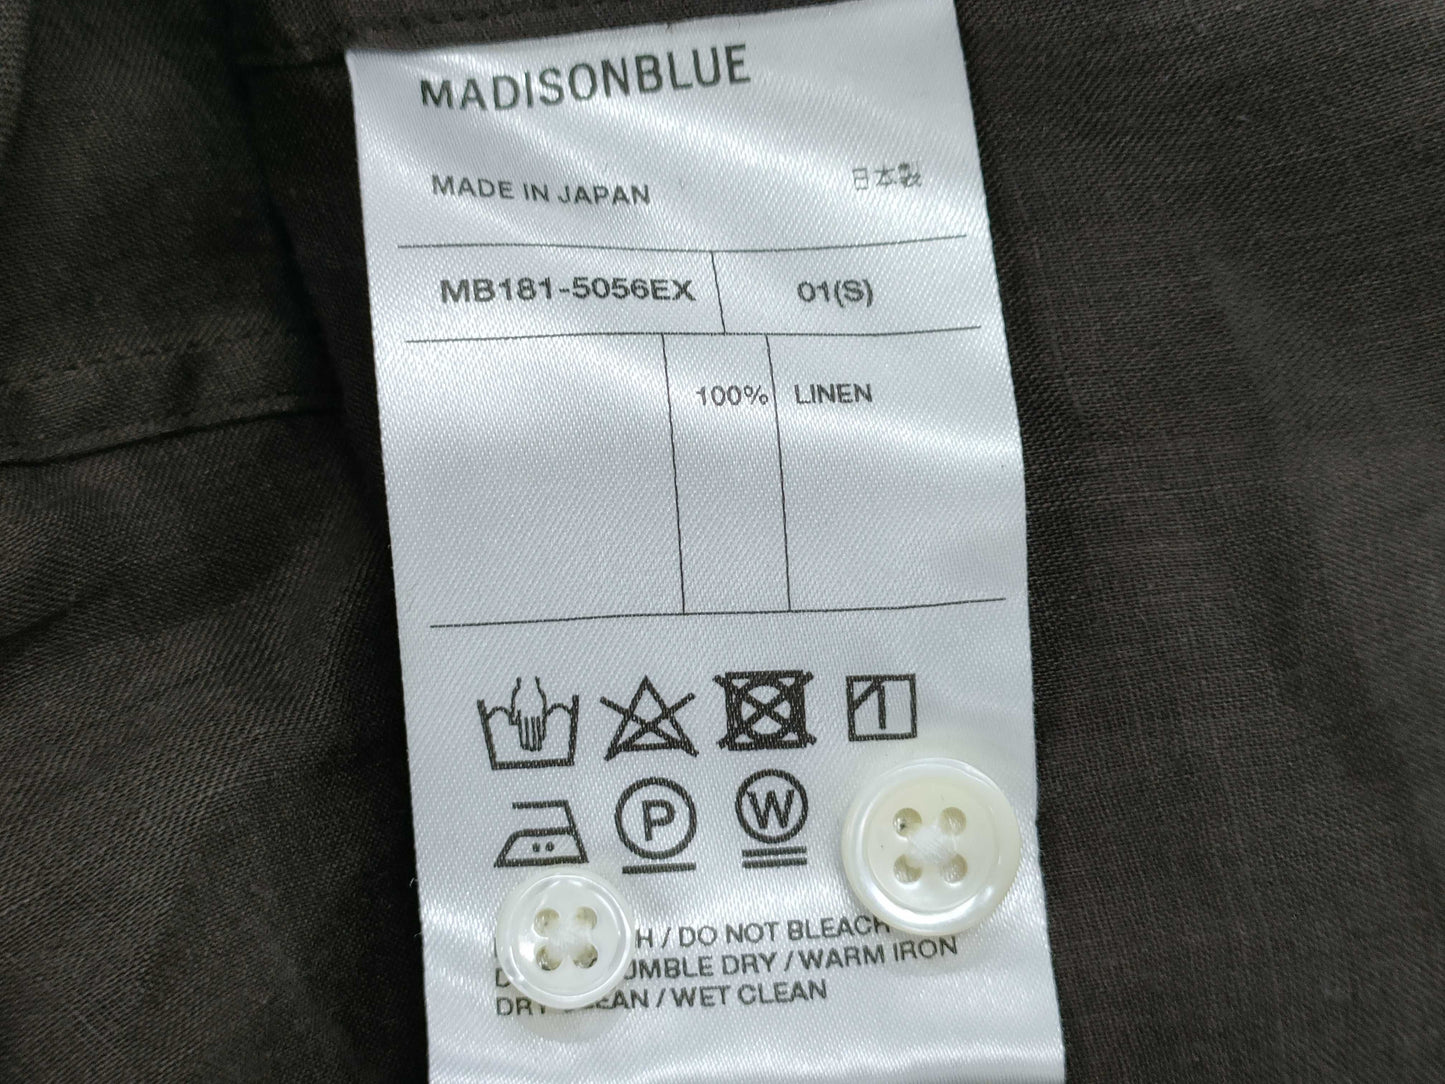 MADISONBLUE
MADE IN JAPAN 日本製
MB181-5056EX 01(S)
100% LINEN
P W
H / DO NOT BLEACH
UMBLE DRY / WARM IRON
DRY CLEAN / WET CLEAN